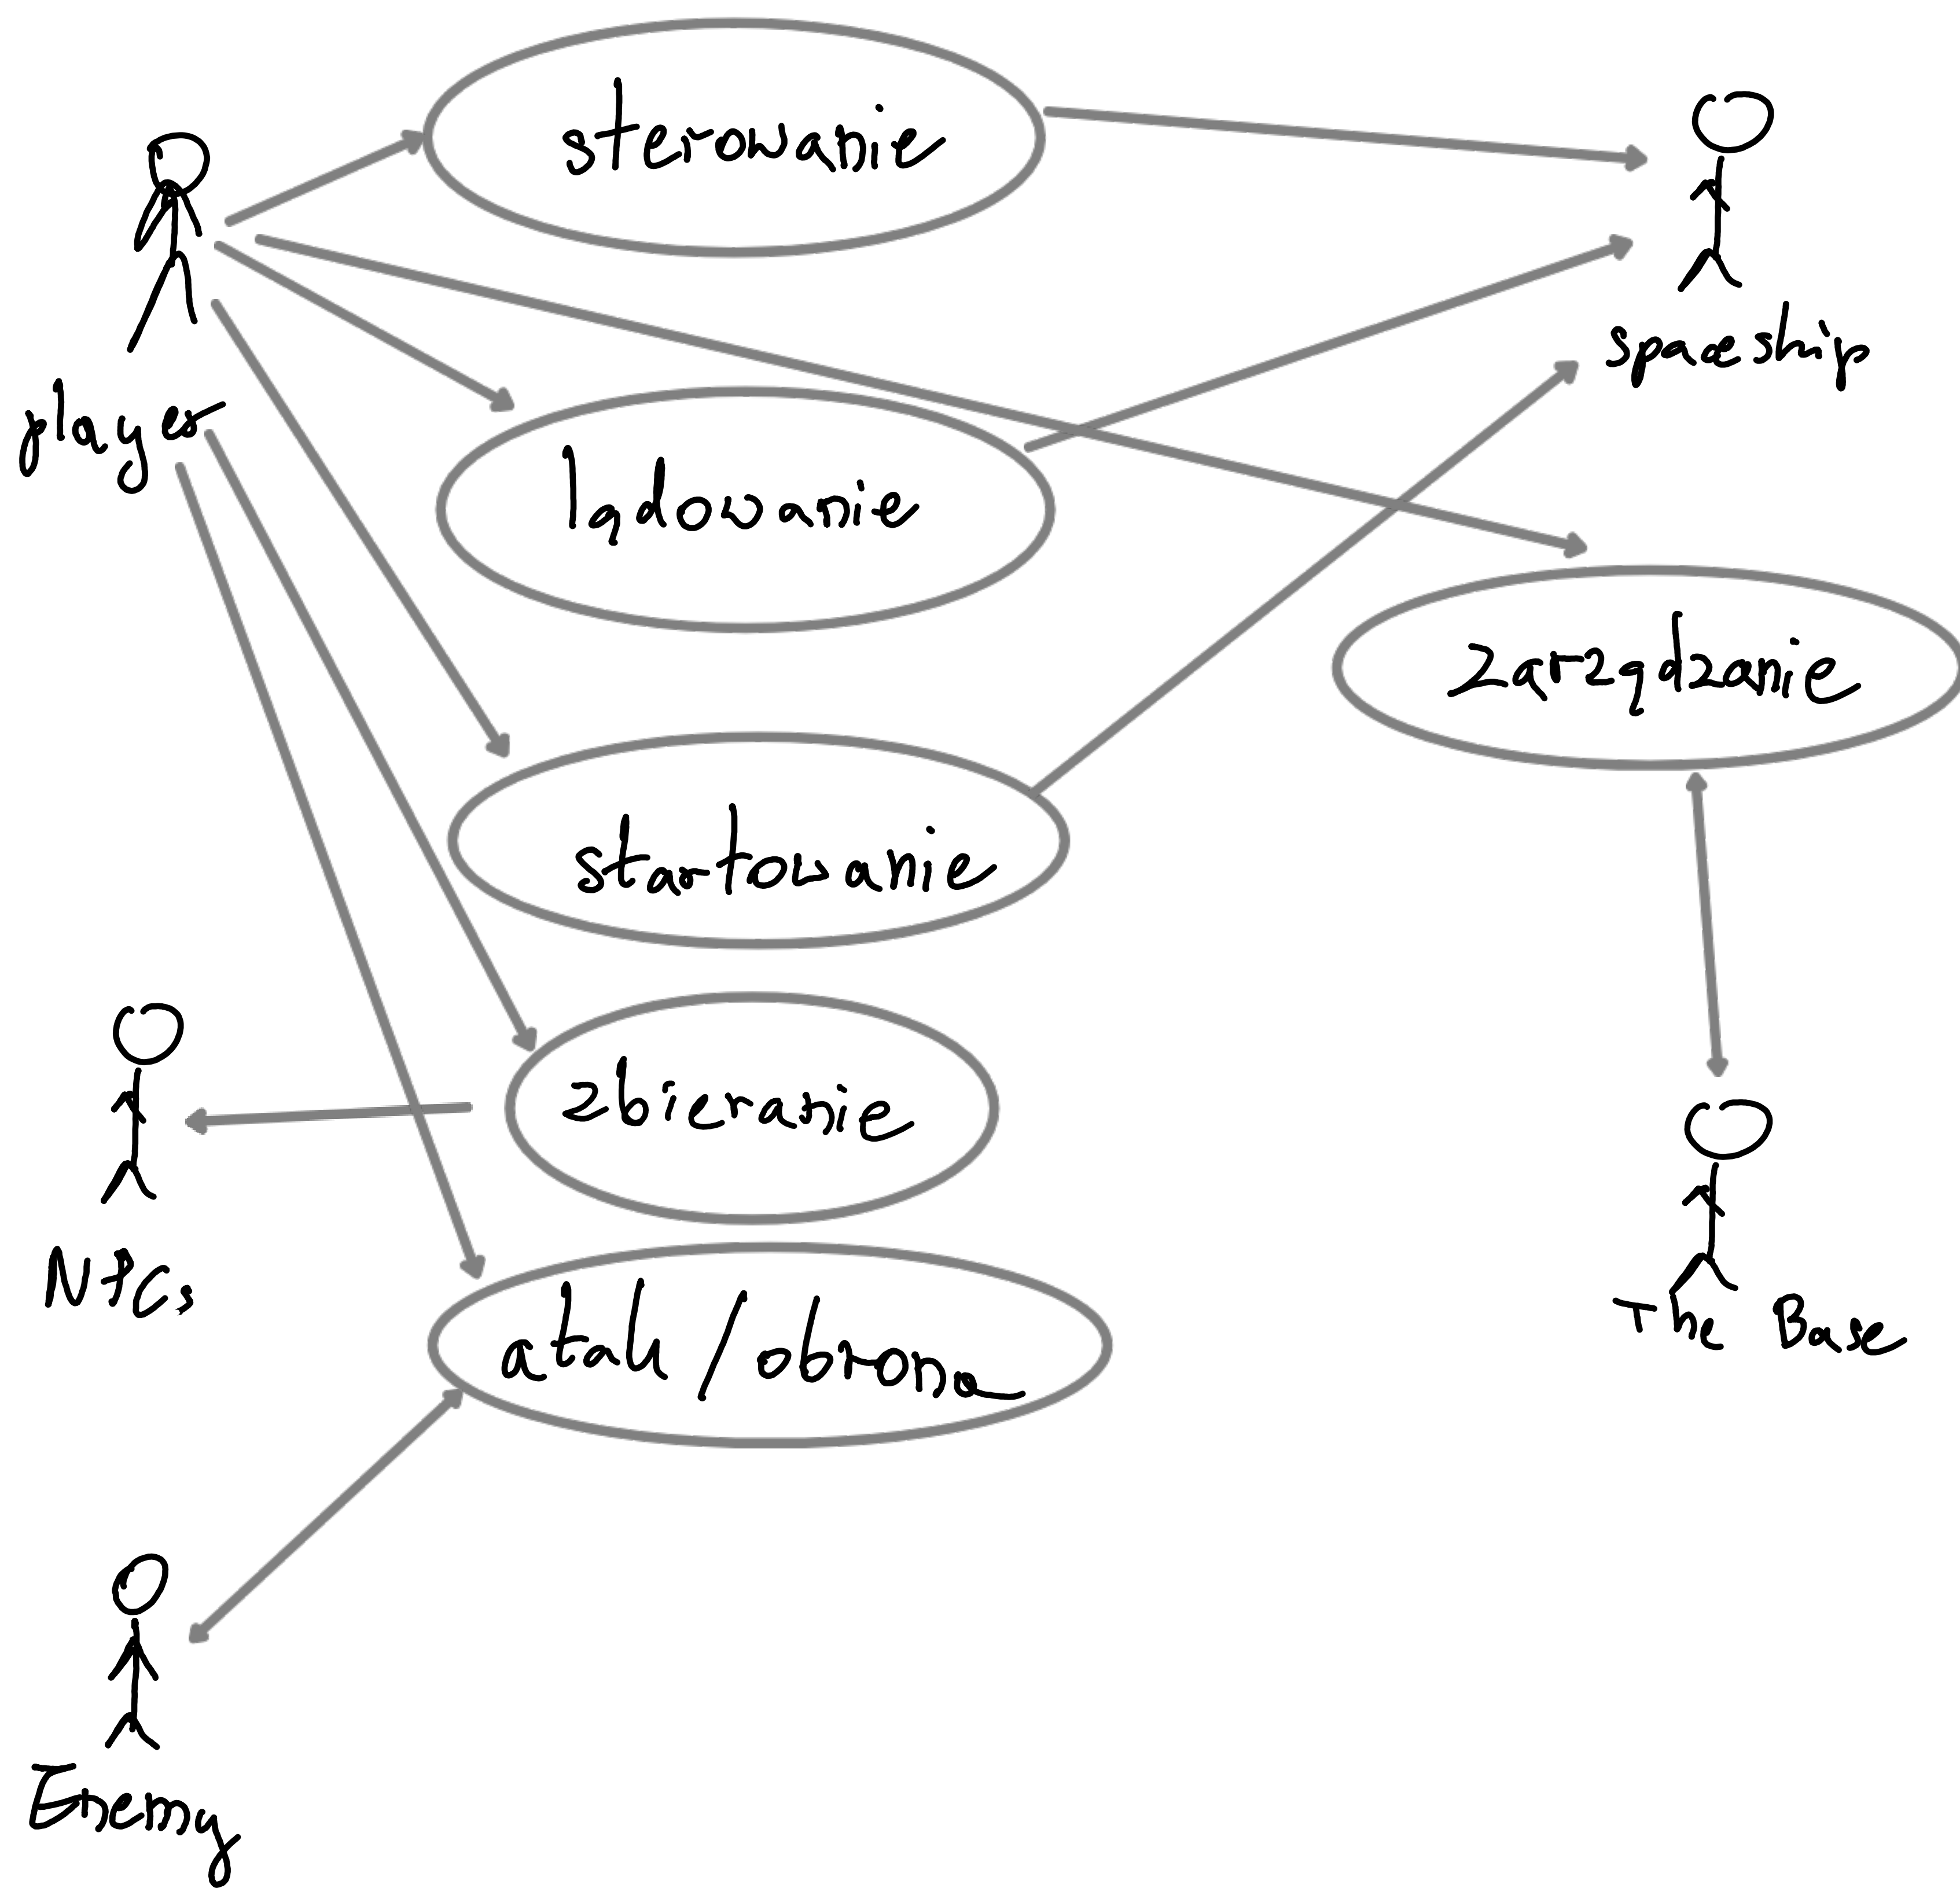 sterowanie
spaceship
player
lądowanie
zarządzanie
startowanie
zbieranie
NPCs
The Base
atak / obrona
Enemy